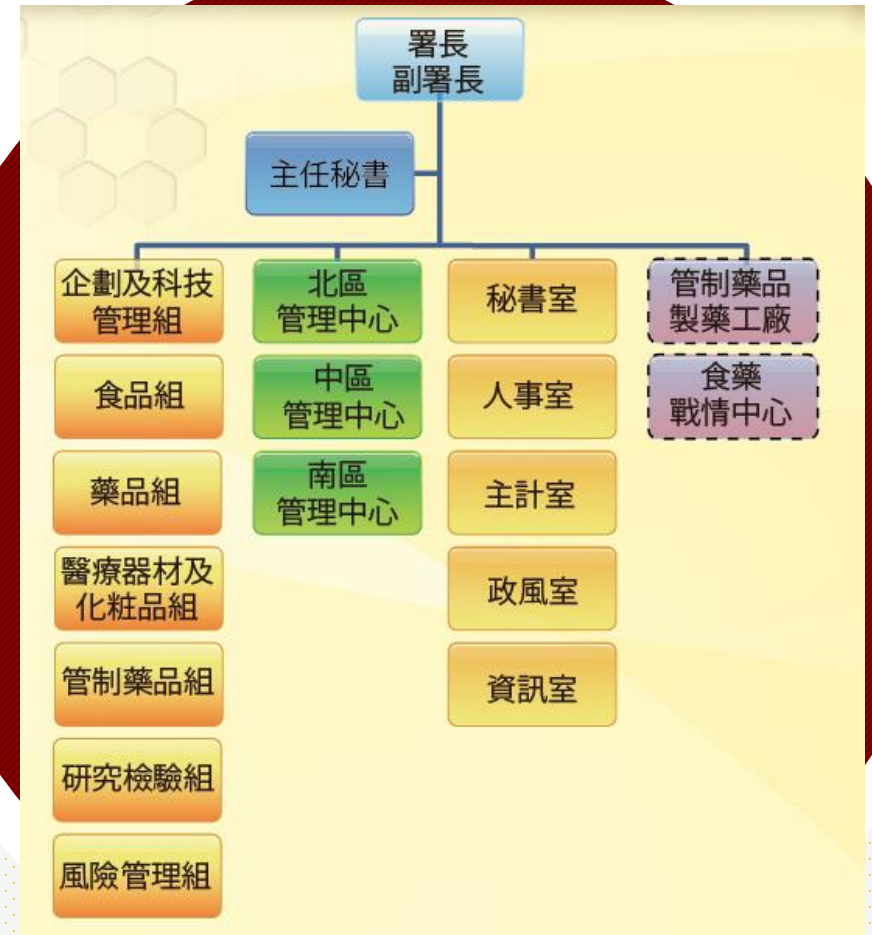 署長
副署長
主任秘書
企劃及科技
管理組
食品組
藥品組
醫療器材及
化粧品組
管制藥品組
研究檢驗組
風險管理組
北區
管理中心
中區
管理中心
南區
管理中心
秘書室
人事室
主計室
政風室
資訊室
管制藥品
製藥工廠
食藥
戰情中心